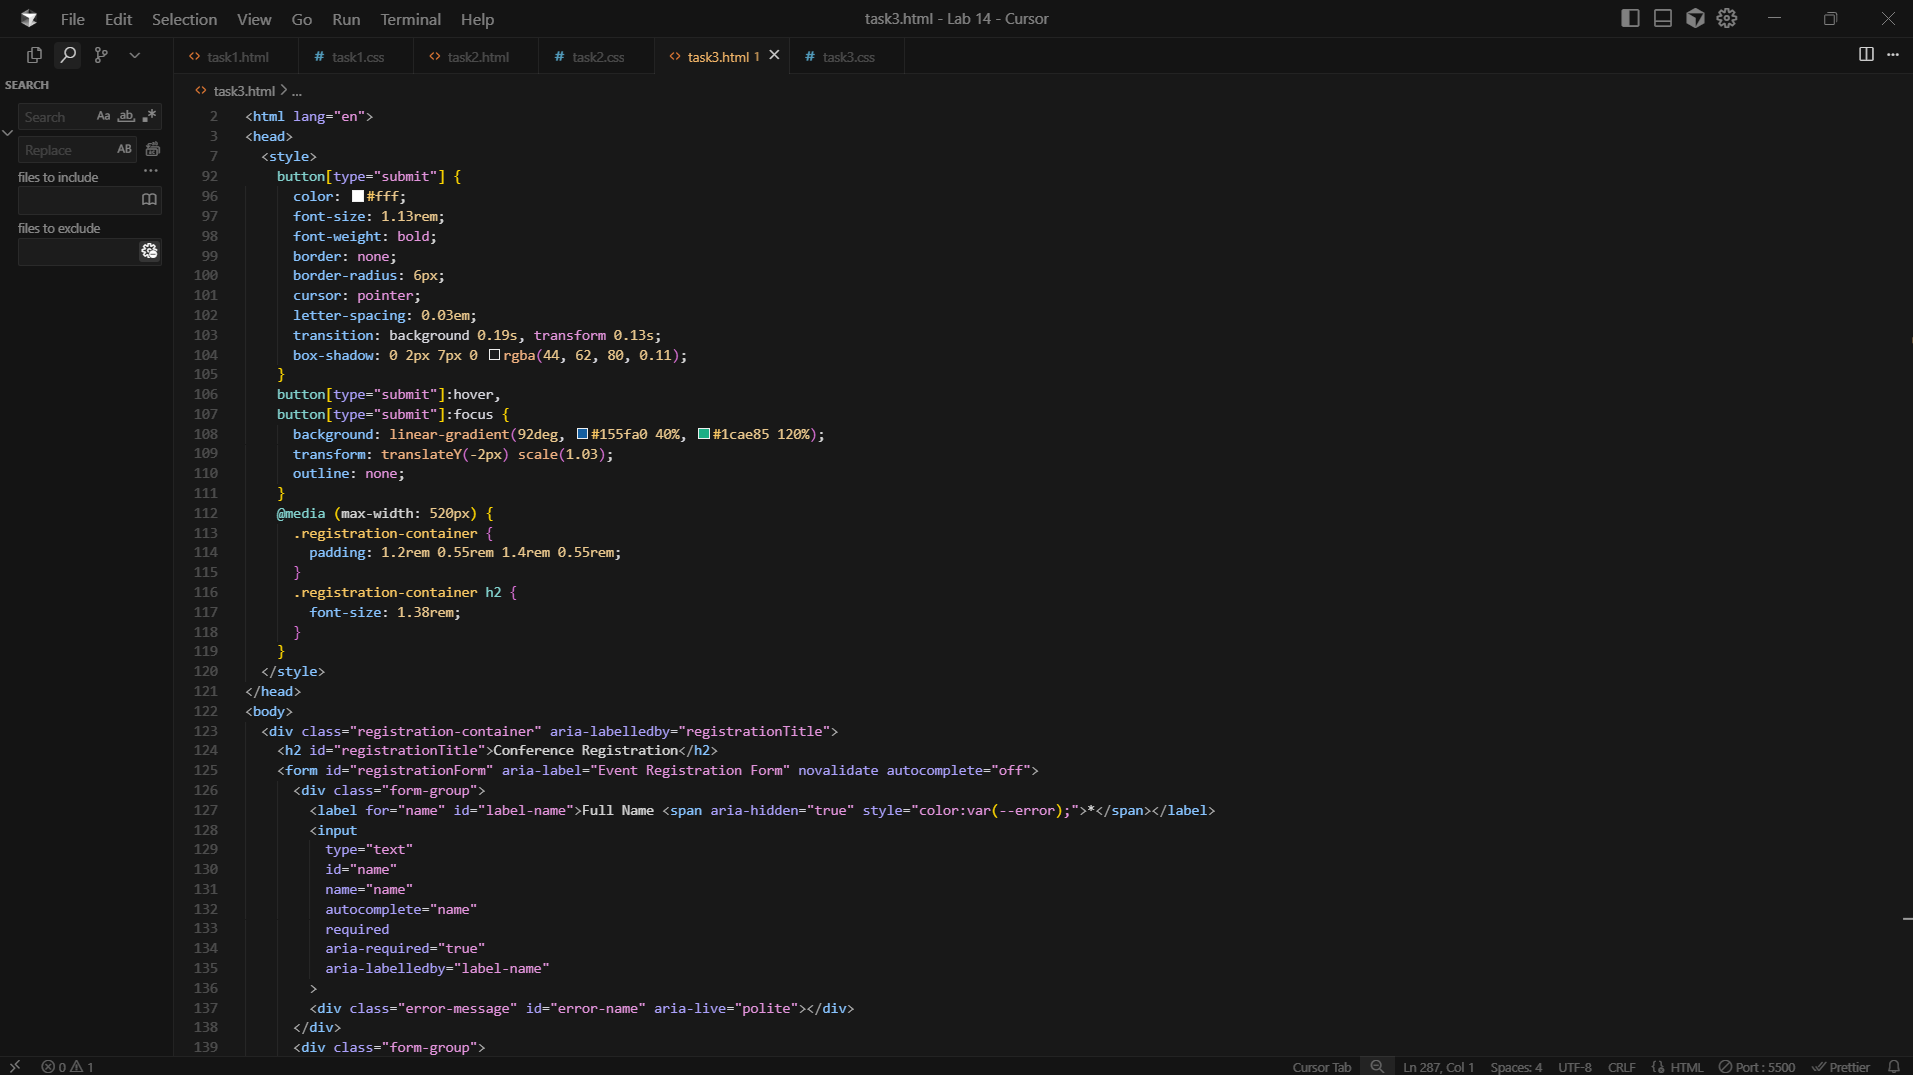 File Edit Selection View Go Run Terminal Help
task3.html - Lab 14 - Cursor
task1.html
# task1.css
task2.html
# task2.css
task3.html 1
# task3.css
SEARCH
Search Aa ab
Replace AB
files to include
files to exclude
task3.html > ...
2 <html lang="en">
3 <head>
7 <style>
92 button[type="submit"] {
96 color: #fff;
97 font-size: 1.13rem;
98 font-weight: bold;
99 border: none;
100 border-radius: 6px;
101 cursor: pointer;
102 letter-spacing: 0.03em;
103 transition: background 0.19s, transform 0.13s;
104 box-shadow: 0 2px 7px 0 rgba(44, 62, 80, 0.11);
105 }
106 button[type="submit"]:hover,
107 button[type="submit"]:focus {
108 background: linear-gradient(92deg, #155fa0 40%, #1cae85 120%);
109 transform: translateY(-2px) scale(1.03);
110 outline: none;
111 }
112 @media (max-width: 520px) {
113 .registration-container {
114 padding: 1.2rem 0.55rem 1.4rem 0.55rem;
115 }
116 .registration-container h2 {
117 font-size: 1.38rem;
118 }
119 }
120 </style>
121 </head>
122 <body>
123 <div class="registration-container" aria-labelledby="registrationTitle">
124 <h2 id="registrationTitle">Conference Registration</h2>
125 <form id="registrationForm" aria-label="Event Registration Form" novalidate autocomplete="off">
126 <div class="form-group">
127 <label for="name" id="label-name">Full Name <span aria-hidden="true" style="color:var(--error);">*</span></label>
128 <input
129 type="text"
130 id="name"
131 name="name"
132 autocomplete="name"
133 required
134 aria-required="true"
135 aria-labelledby="label-name"
136 >
137 <div class="error-message" id="error-name" aria-live="polite"></div>
138 </div>
139 <div class="form-group">
0 1
Cursor Tab
Ln 287, Col 1
Spaces: 4
UTF-8
CRLF
HTML
Port : 5500
Prettier